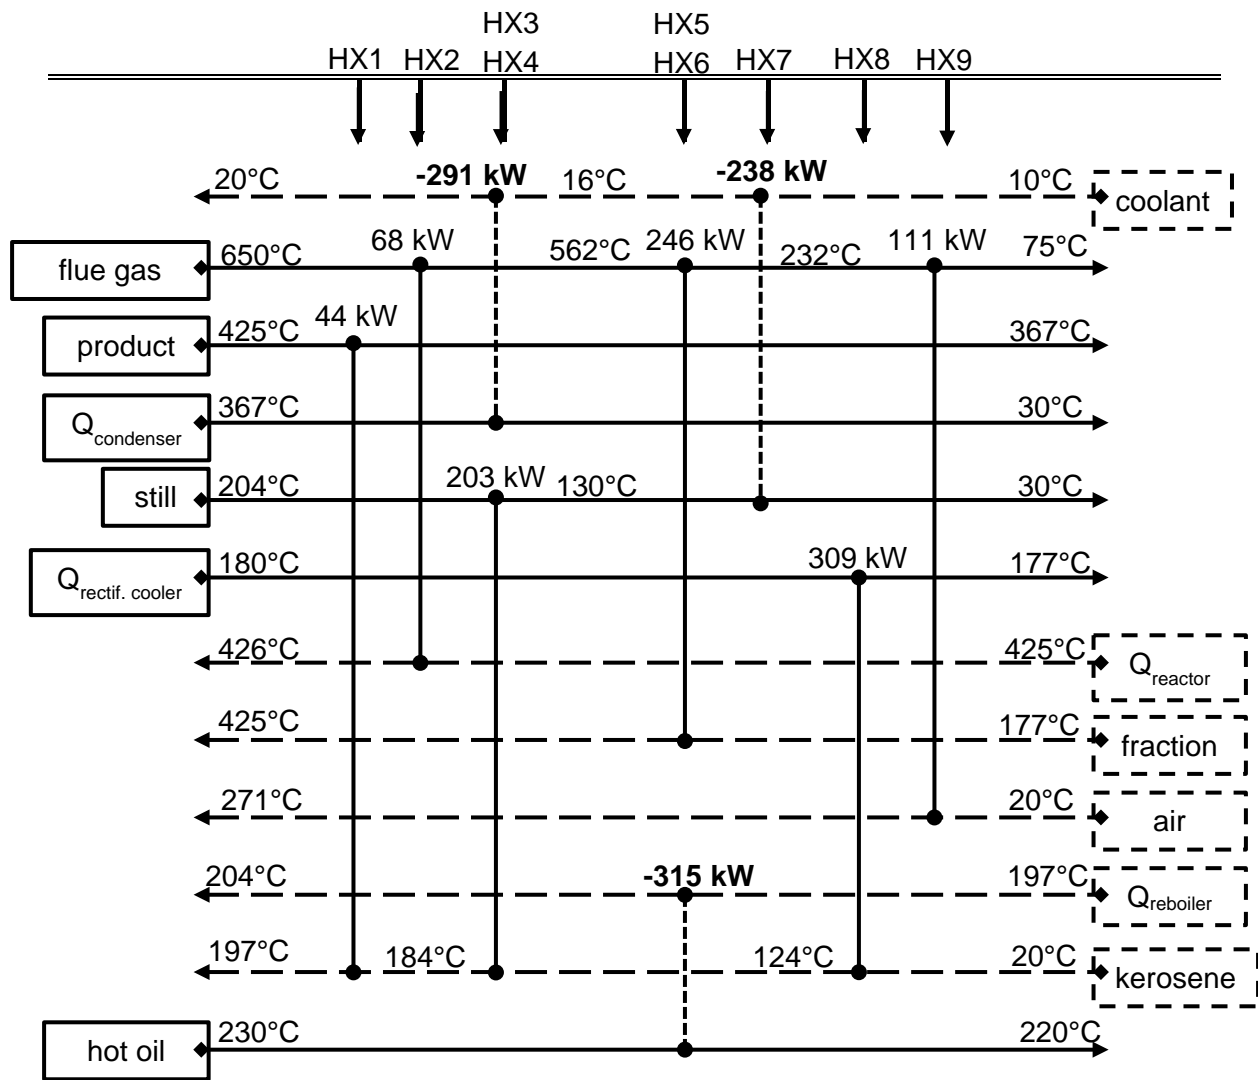 HX3 HX5
HX1 HX2 HX4 HX6 HX7 HX8 HX9
20°C -291 kW 16°C -238 kW 10°C coolant
68 kW 246 kW 111 kW
flue gas 650°C 562°C 232°C 75°C
44 kW
product 425°C 367°C
Qcondenser 367°C 30°C
203 kW
still 204°C 130°C 30°C
309 kW
Qrectif. cooler 180°C 177°C
426°C 425°C Qreactor
425°C 177°C fraction
271°C 20°C air
204°C -315 kW 197°C Qreboiler
197°C 184°C 124°C 20°C kerosene
hot oil 230°C 220°C